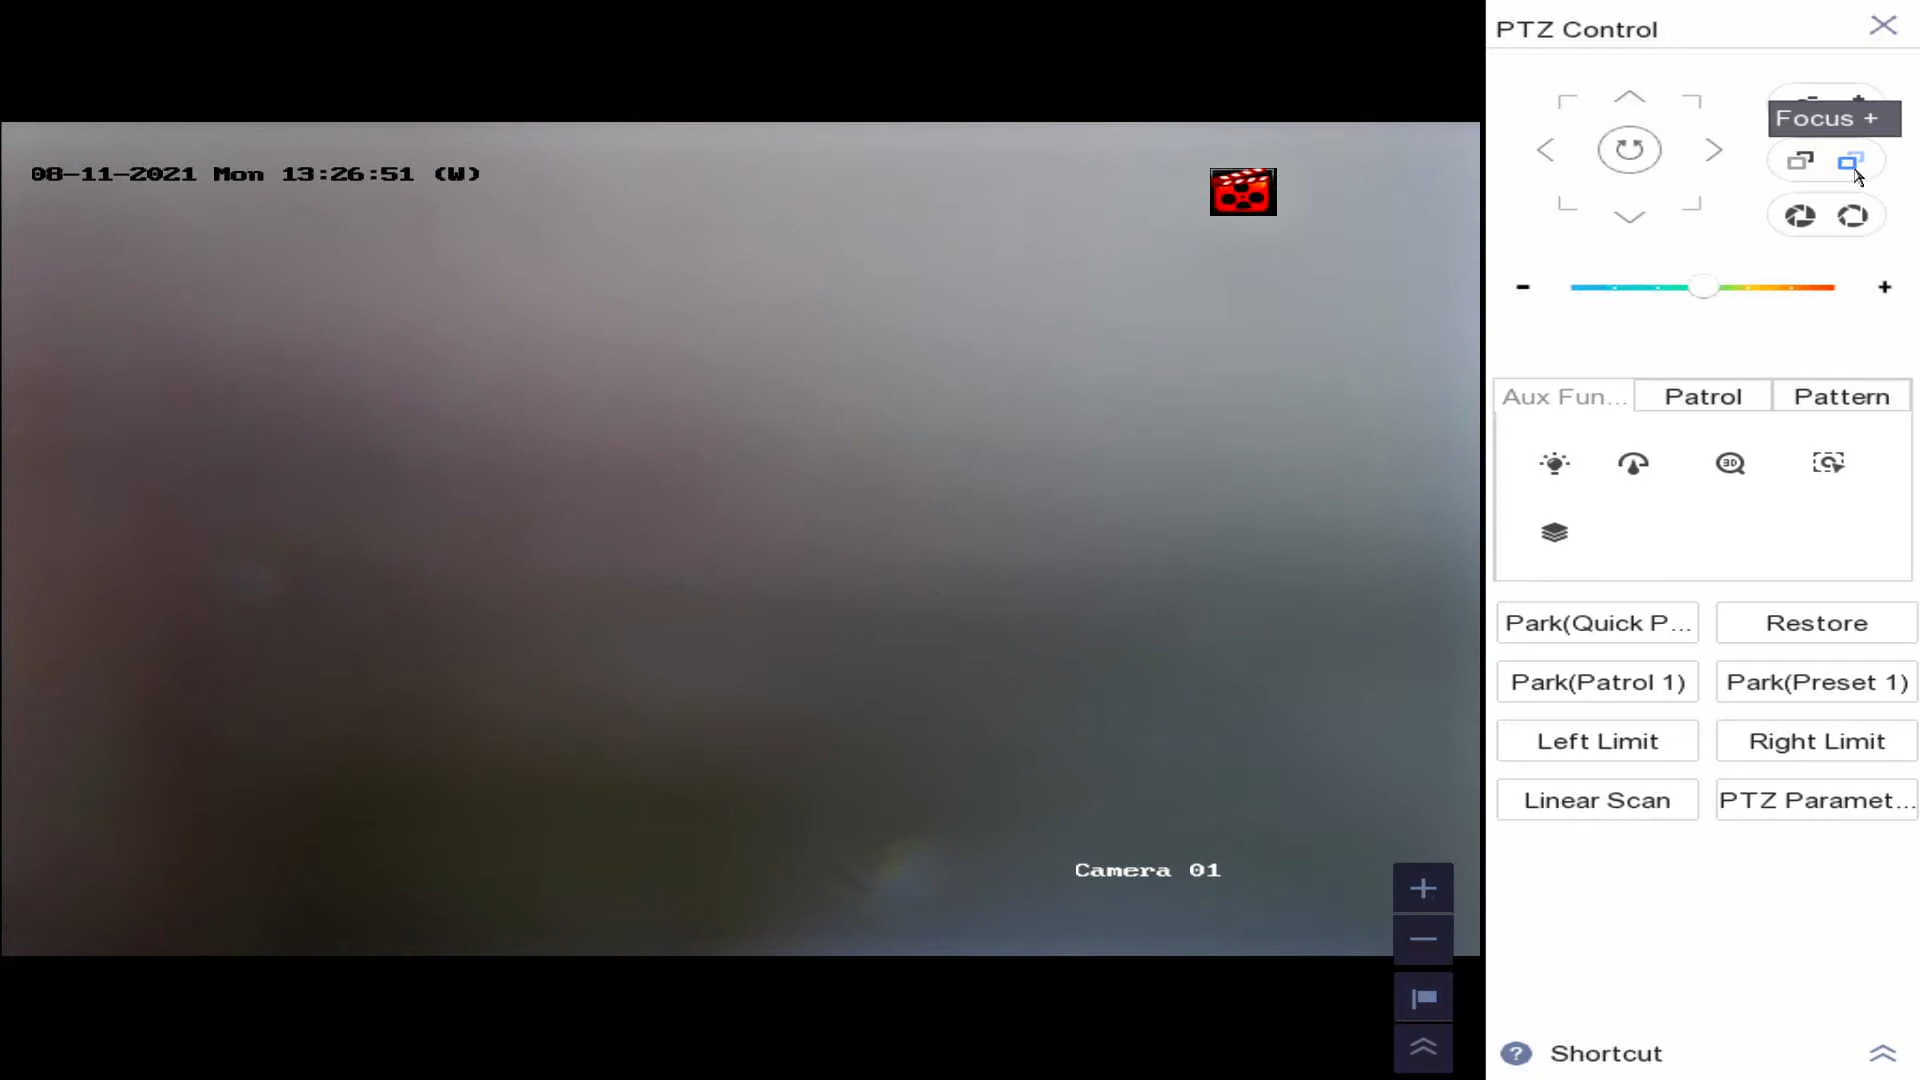 PTZ Control
Focus +
08-11-2021 Mon 13:26:51 (W)
- +
Aux Fun... Patrol Pattern
3D
Park(Quick P... Restore
Park(Patrol 1) Park(Preset 1)
Left Limit Right Limit
Linear Scan PTZ Paramet...
Camera 01
? Shortcut